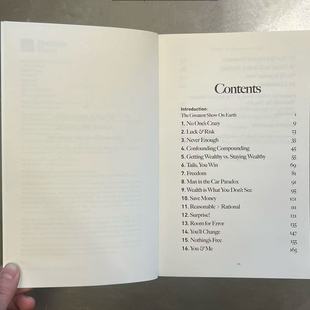 Contents
Introduction:
The Greatest Show On Earth 1
1. No One's Crazy 9
2. Luck & Risk 23
3. Never Enough 35
4. Confounding Compounding 45
5. Getting Wealthy vs. Staying Wealthy 55
6. Tails, You Win 69
7. Freedom 81
8. Man in the Car Paradox 91
9. Wealth is What You Don't See 95
10. Save Money 101
11. Reasonable > Rational 111
12. Surprise! 121
13. Room for Error 135
14. You'll Change 147
15. Nothing's Free 155
16. You & Me 165